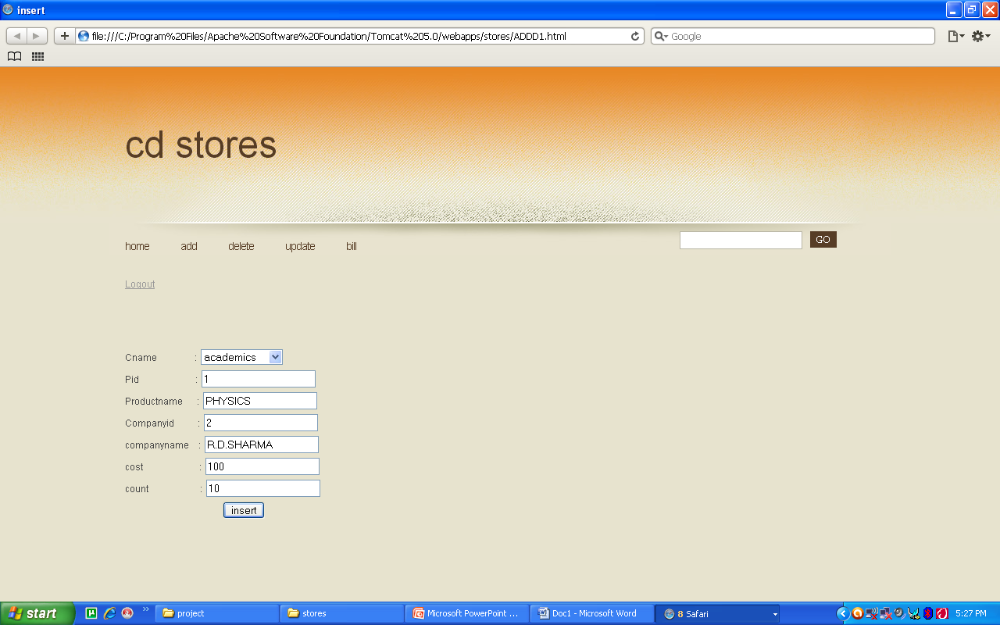 insert
file:///C:/Program%20Files/Apache%20Software%20Foundation/Tomcat%205.0/webapps/stores/ADDD1.html Google
cd stores
home add delete update bill GO
Logout
Cname : academics
Pid : 1
Productname : PHYSICS
Companyid : 2
companyname : R.D.SHARMA
cost : 100
count : 10
insert
start project stores Microsoft PowerPoint ... Doc1 - Microsoft Word 8 Safari 5:27 PM